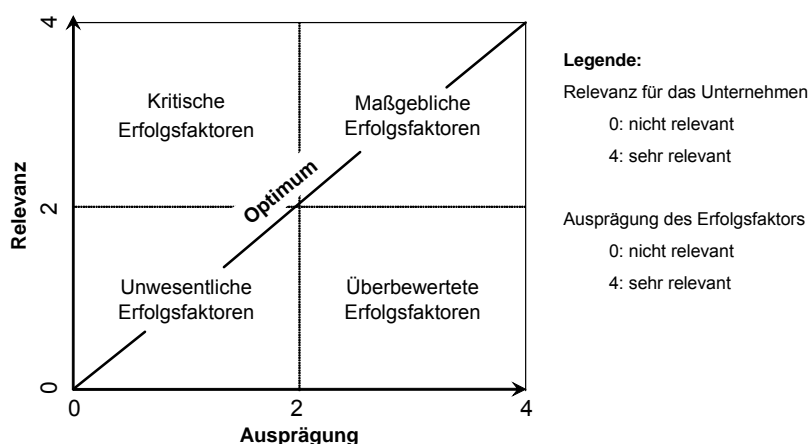 4
Kritische
Erfolgsfaktoren
Maßgebliche
Erfolgsfaktoren
Relevanz
2
Optimum
Unwesentliche
Erfolgsfaktoren
Überbewertete
Erfolgsfaktoren
0
0
2
4
Ausprägung
Legende:
Relevanz für das Unternehmen
0: nicht relevant
4: sehr relevant
Ausprägung des Erfolgsfaktors
0: nicht relevant
4: sehr relevant